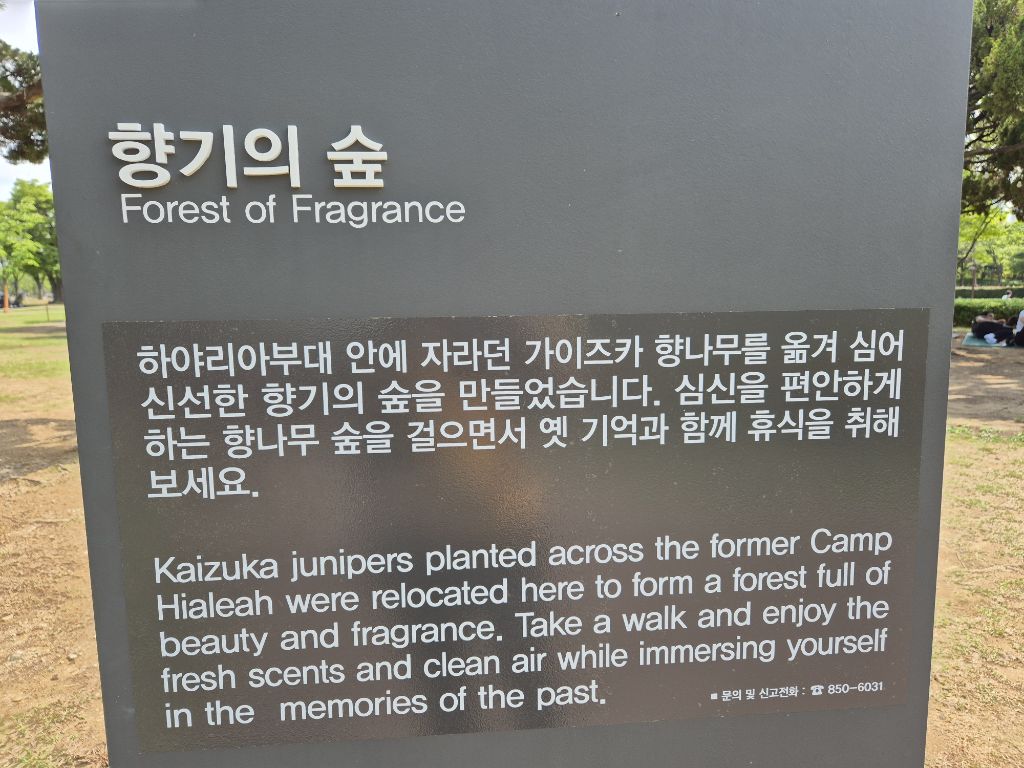 향기의 숲
Forest of Fragrance
하야리아부대 안에 자라던 가이즈카 향나무를 옮겨 심어
신선한 향기의 숲을 만들었습니다. 심신을 편안하게
하는 향나무 숲을 걸으면서 옛 기억과 함께 휴식을 취해
보세요.
Kaizuka junipers planted across the former Camp
Hialeah were relocated here to form a forest full of
beauty and fragrance. Take a walk and enjoy the
fresh scents and clean air while immersing yourself
in the memories of the past.
■ 문의 및 신고전화 : ☎ 850-6031